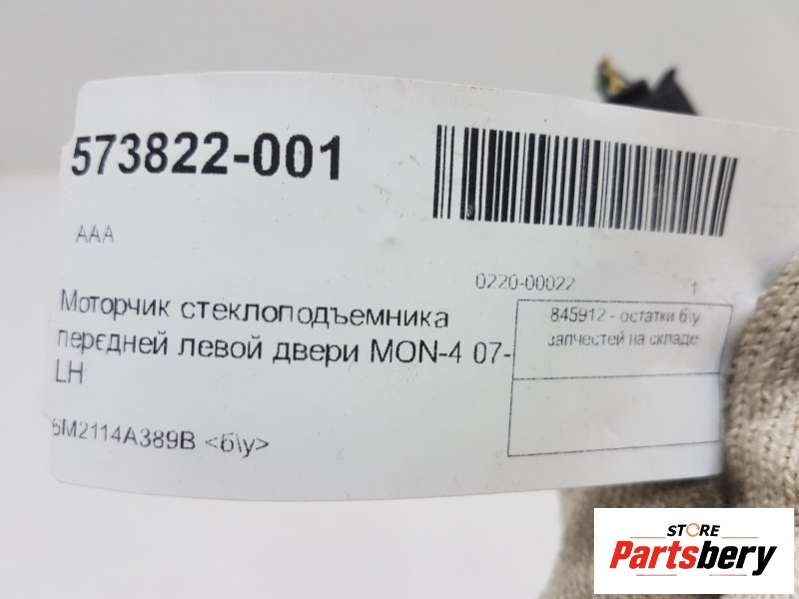 573822-001
AAA
0220-00022 1
Моторчик стеклоподъемника
передней левой двери MON-4 07-
LH
845912 - остатки б\у
запчестей на складе
6M2114A389B <б\у>
STORE
Partsbery